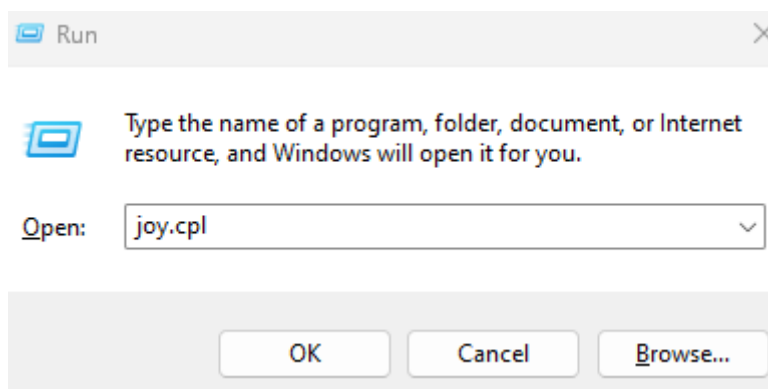 Run
Type the name of a program, folder, document, or Internet
resource, and Windows will open it for you.
Open: joy.cpl
OK Cancel Browse...